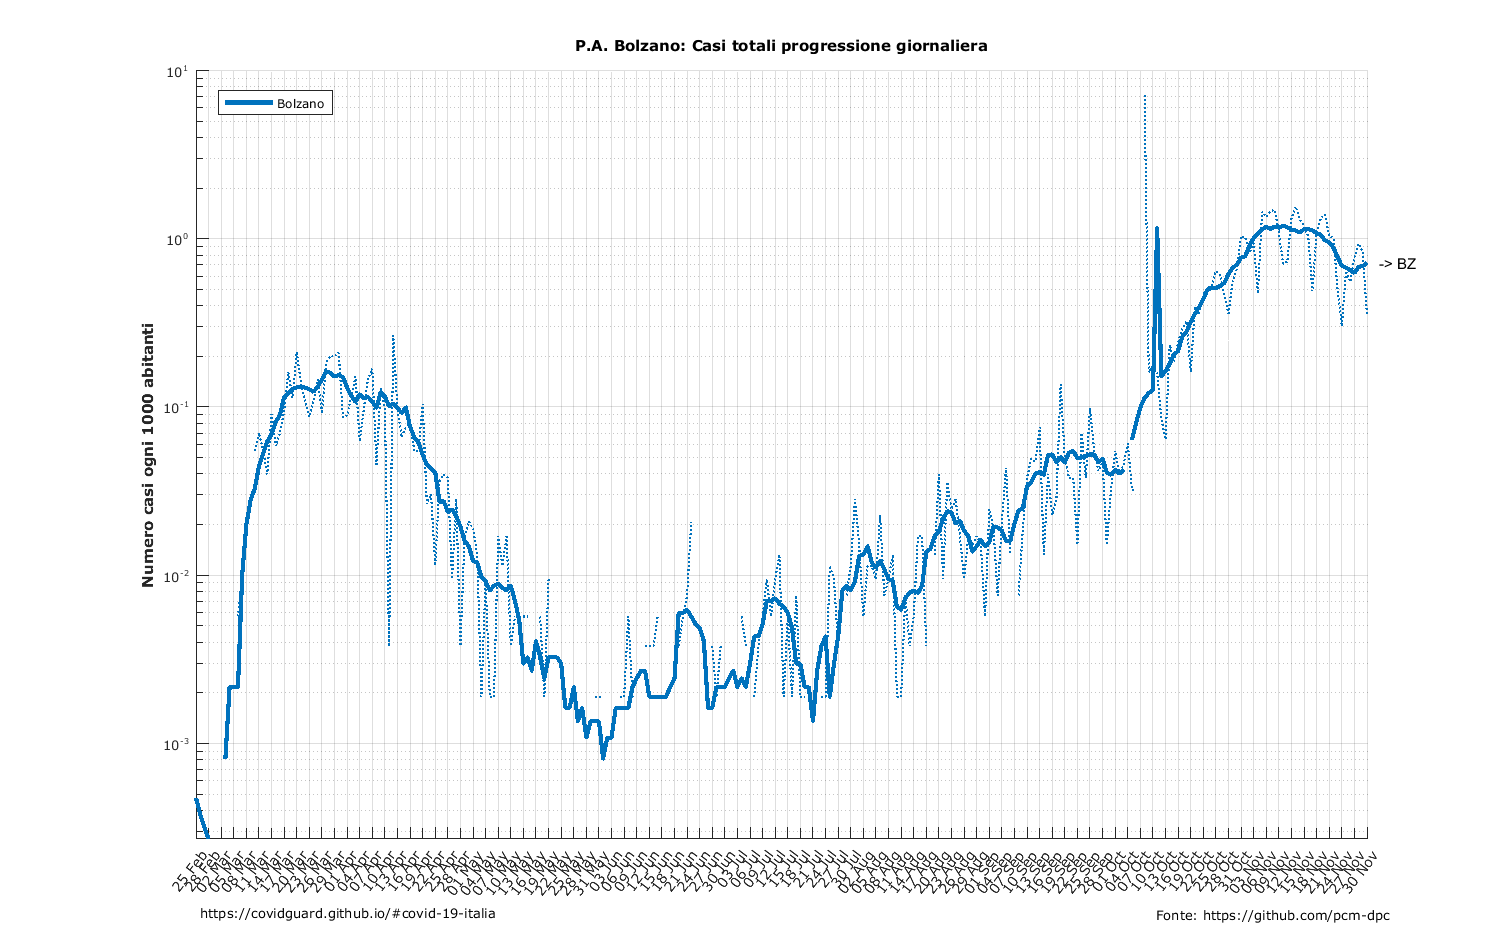 P.A. Bolzano: Casi totali progressione giornaliera
Bolzano
Numero casi ogni 1000 abitanti
10¹
10⁰
10⁻¹
10⁻²
10⁻³
-> BZ
25 Feb
28 Feb
02 Mar
05 Mar
08 Mar
11 Mar
14 Mar
17 Mar
20 Mar
23 Mar
26 Mar
29 Mar
01 Apr
04 Apr
07 Apr
10 Apr
13 Apr
16 Apr
19 Apr
22 Apr
25 Apr
28 Apr
01 May
04 May
07 May
10 May
13 May
16 May
19 May
22 May
25 May
28 May
31 May
03 Jun
06 Jun
09 Jun
12 Jun
15 Jun
18 Jun
21 Jun
24 Jun
27 Jun
30 Jun
03 Jul
06 Jul
09 Jul
12 Jul
15 Jul
18 Jul
21 Jul
24 Jul
27 Jul
30 Jul
02 Aug
05 Aug
08 Aug
11 Aug
14 Aug
17 Aug
20 Aug
23 Aug
26 Aug
29 Aug
01 Sep
04 Sep
07 Sep
10 Sep
13 Sep
16 Sep
19 Sep
22 Sep
25 Sep
28 Sep
01 Oct
04 Oct
07 Oct
10 Oct
13 Oct
16 Oct
19 Oct
22 Oct
25 Oct
28 Oct
31 Oct
03 Nov
06 Nov
09 Nov
12 Nov
15 Nov
18 Nov
21 Nov
24 Nov
27 Nov
30 Nov
https://covidguard.github.io/#covid-19-italia
Fonte: https://github.com/pcm-dpc